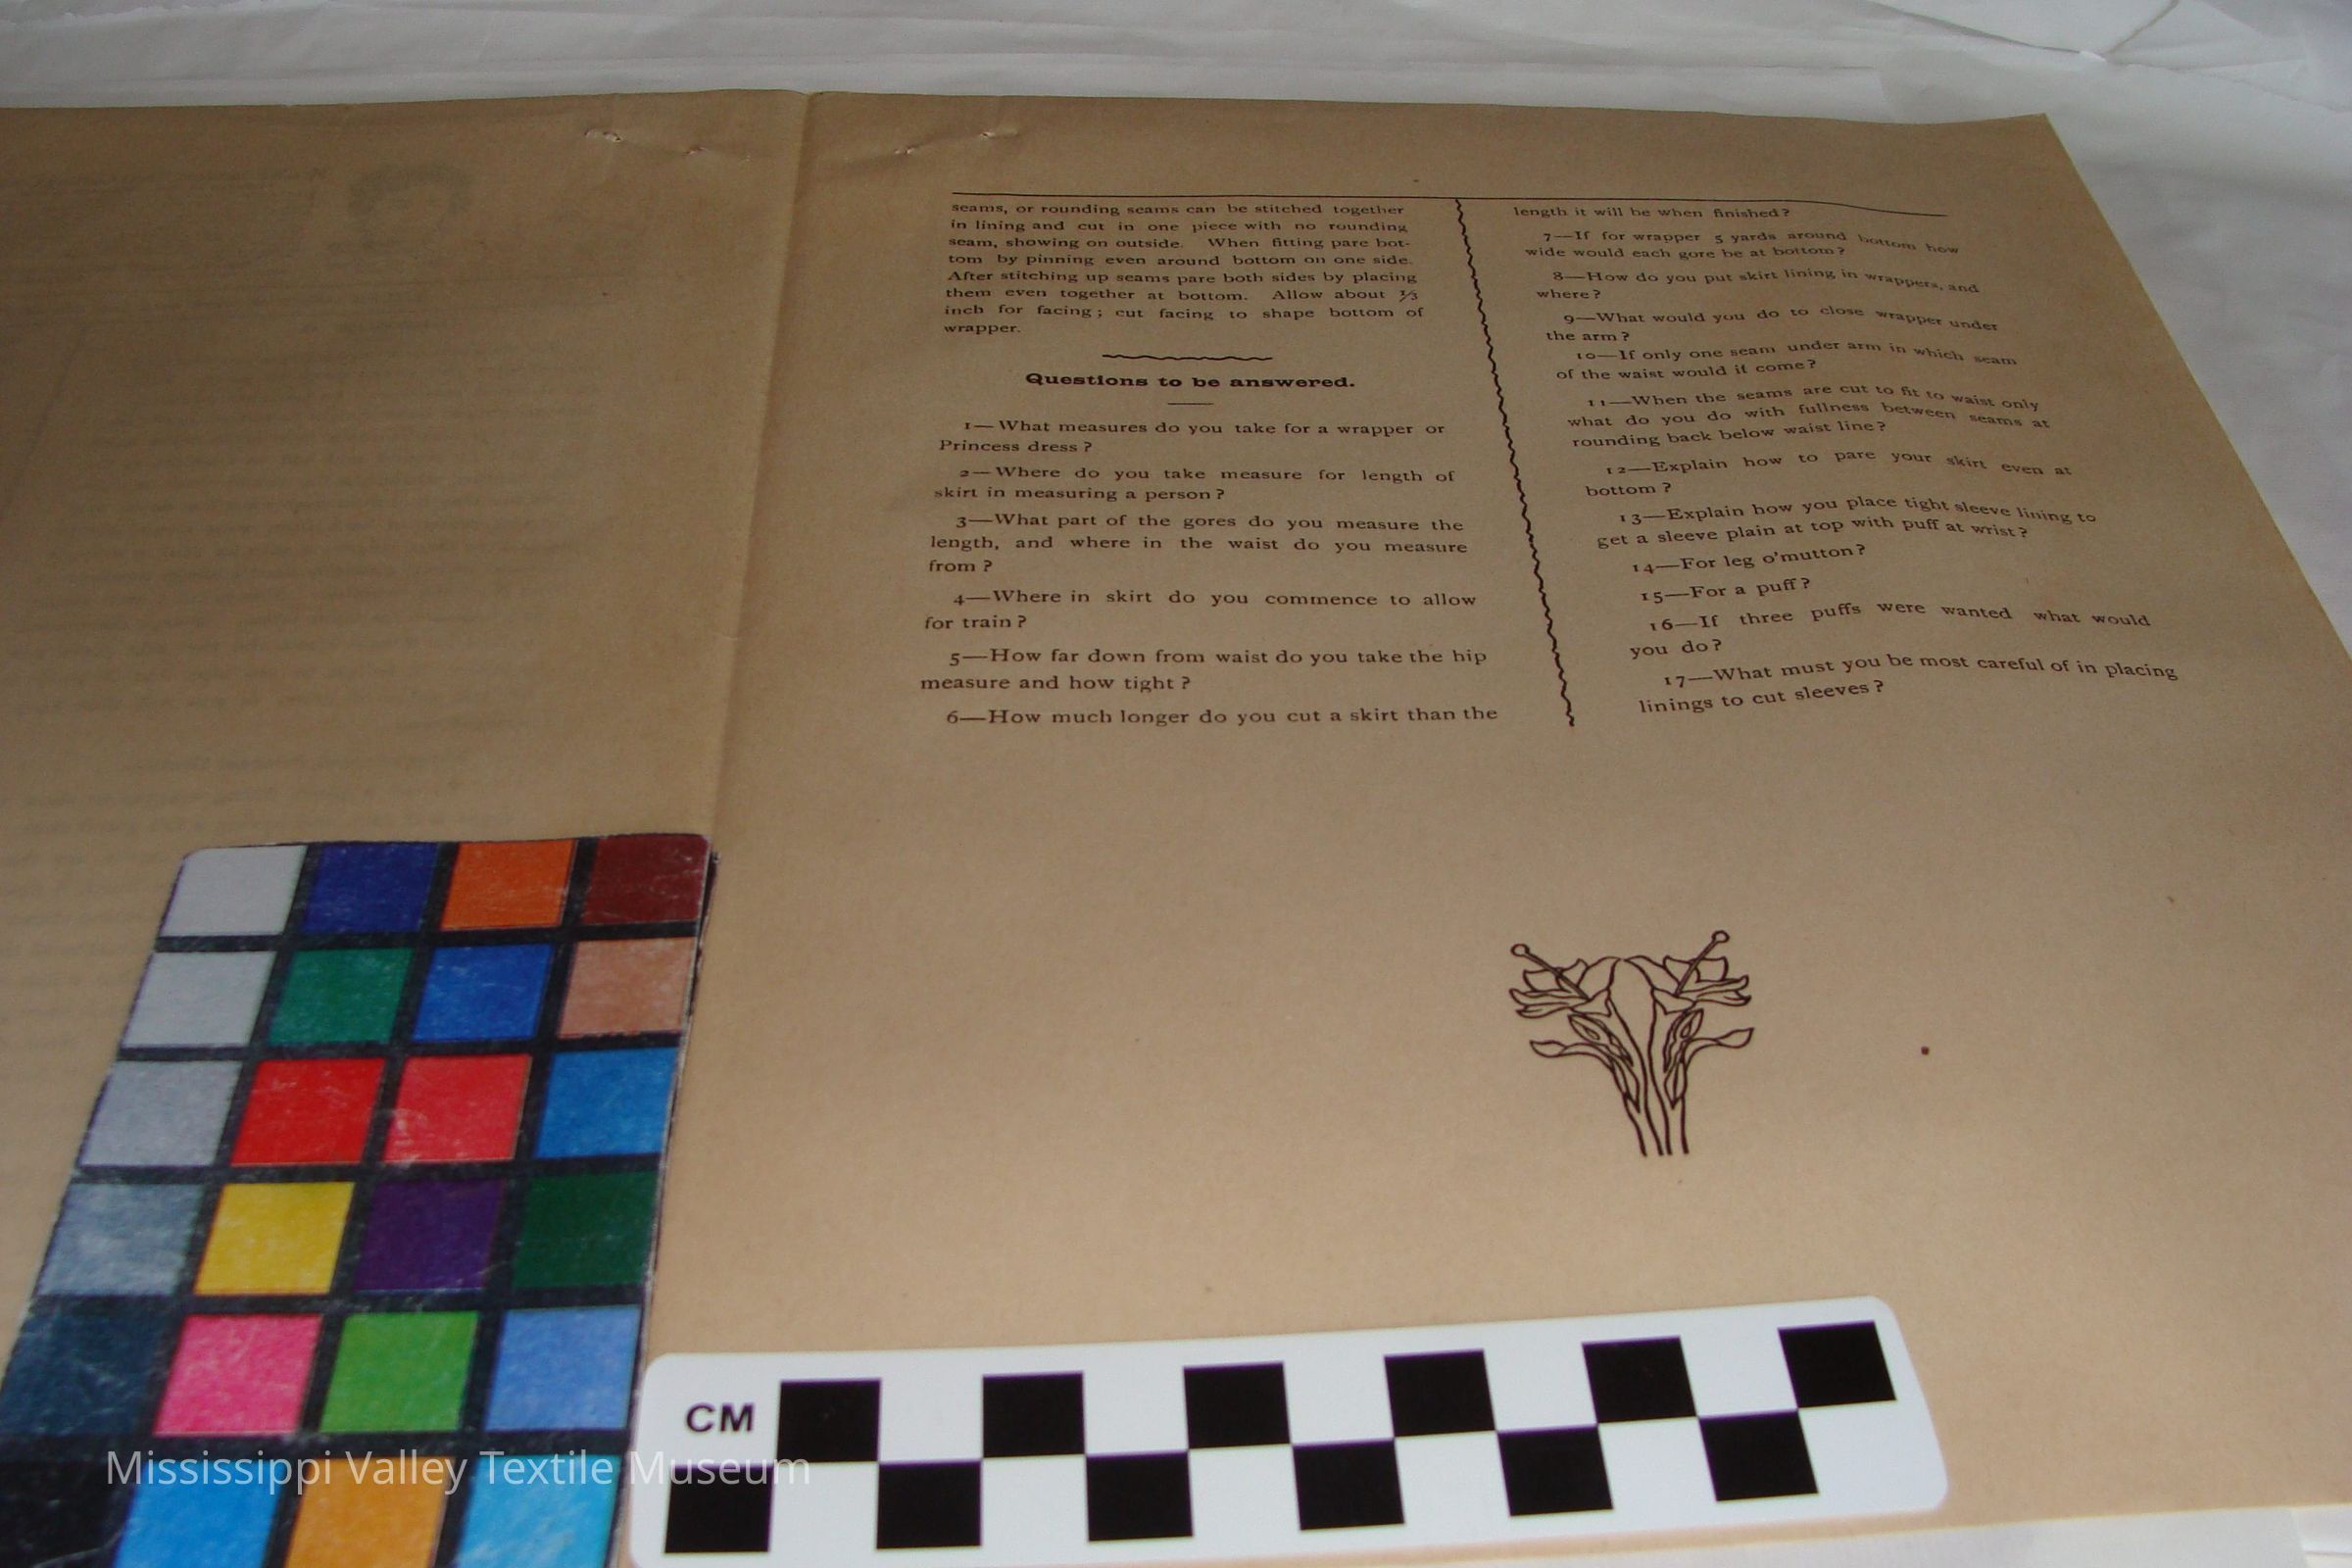 seams, or rounding seams can be stitched together
in lining and cut in one piece with no rounding
seam, showing on outside. When fitting pare bot-
tom by pinning even around bottom on one side.
After stitching up seams pare both sides by placing
them even together at bottom. Allow about ⅓
inch for facing; cut facing to shape bottom of
wrapper.
Questions to be answered.
1—What measures do you take for a wrapper or
Princess dress?
2—Where do you take measure for length of
skirt in measuring a person?
3—What part of the gores do you measure the
length, and where in the waist do you measure
from?
4—Where in skirt do you commence to allow
for train?
5—How far down from waist do you take the hip
measure and how tight?
6—How much longer do you cut a skirt than the
length it will be when finished?
7—If for wrapper 5 yards around bottom how
wide would each gore be at bottom?
8—How do you put skirt lining in wrappers, and
where?
9—What would you do to close wrapper under
the arm?
10—If only one seam under arm in which seam
of the waist would it come?
11—When the seams are cut to fit to waist only
what do you do with fullness between seams at
rounding back below waist line?
12—Explain how to pare your skirt even at
bottom?
13—Explain how you place tight sleeve lining to
get a sleeve plain at top with puff at wrist?
14—For leg o'mutton?
15—For a puff?
16—If three puffs were wanted what would
you do?
17—What must you be most careful of in placing
linings to cut sleeves?
CM
Mississippi Valley Textile Museum